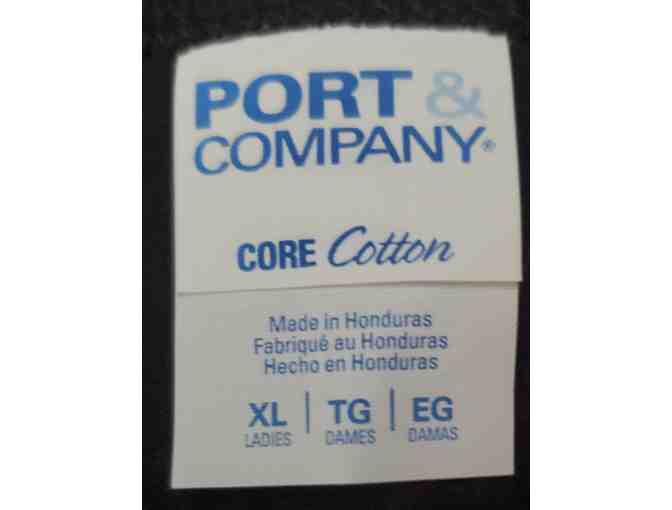 PORT &
COMPANY®
CORE Cotton
Made in Honduras
Fabriqué au Honduras
Hecho en Honduras
XL | TG | EG
LADIES DAMES DAMAS